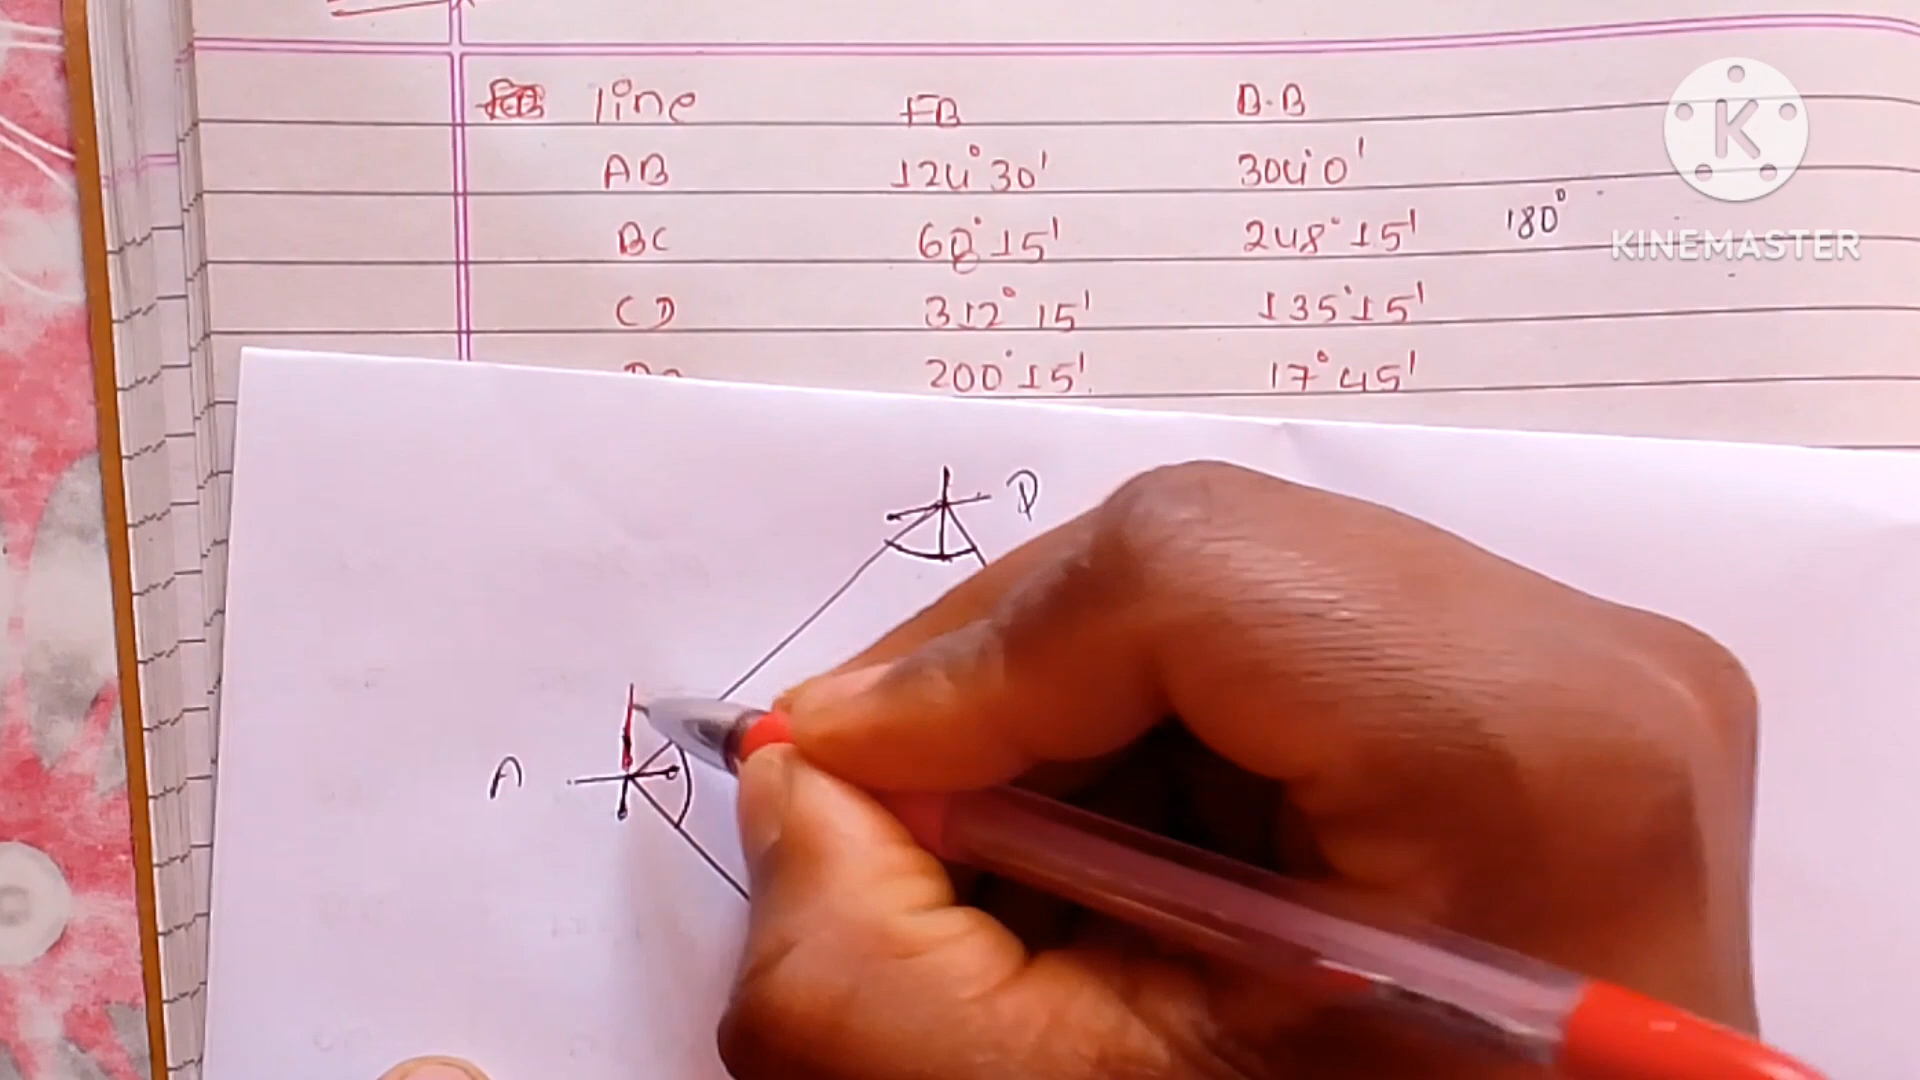 line FB B.B
AB 124°30' 304°0'
BC 68°15' 248°15' 180°
CD 312°15' 135°15'
200°15' 17°45'
D
A
K
KINEMASTER